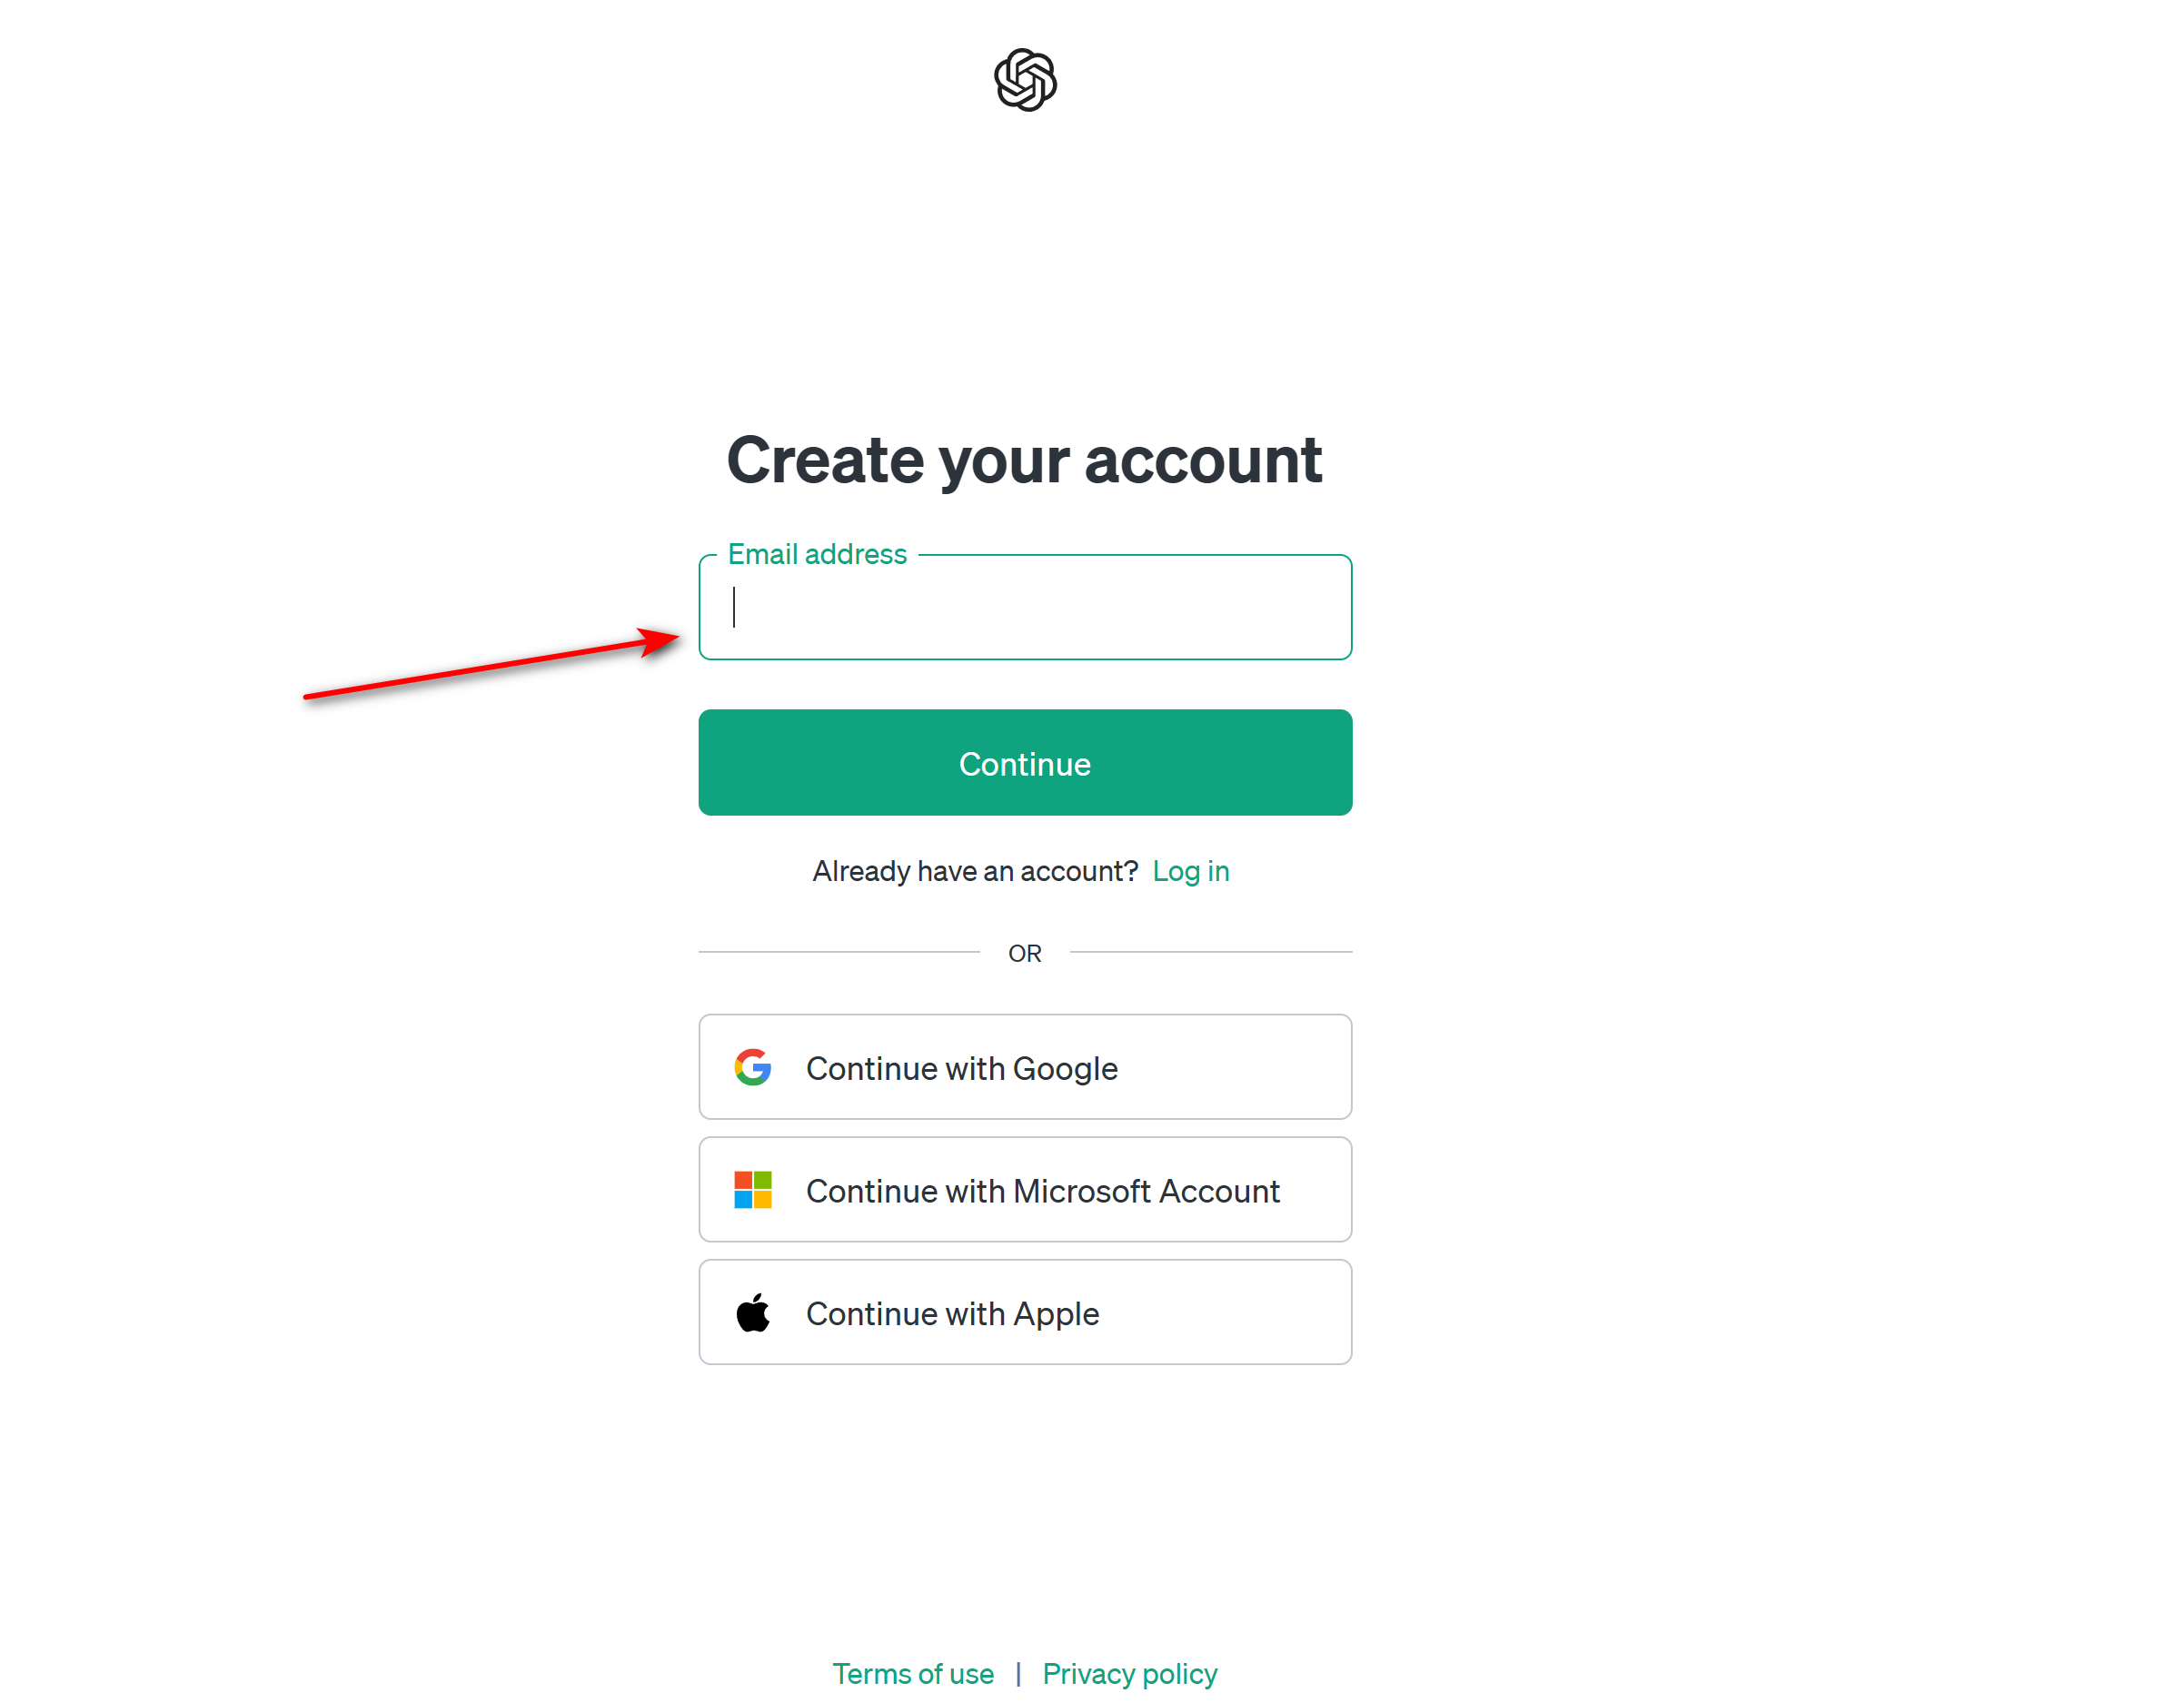 Create your account
Email address
Continue
Already have an account? Log in
OR
Continue with Google
Continue with Microsoft Account
Continue with Apple
Terms of use | Privacy policy